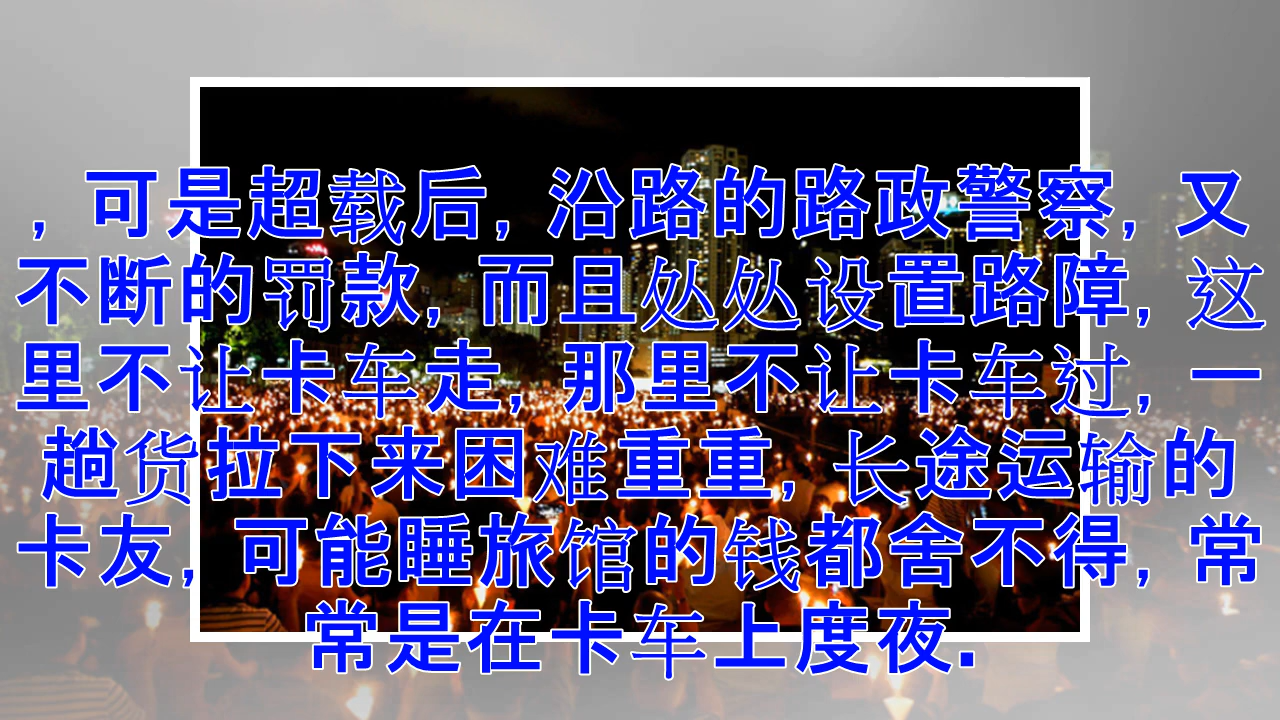 ,可是超载后,沿路的路政警察,又
不断的罚款,而且处处设置路障,这
里不让卡车走,那里不让卡车过,一
趟货拉下来困难重重,长途运输的
卡友,可能睡旅馆的钱都舍不得,常
常是在卡车上度夜.